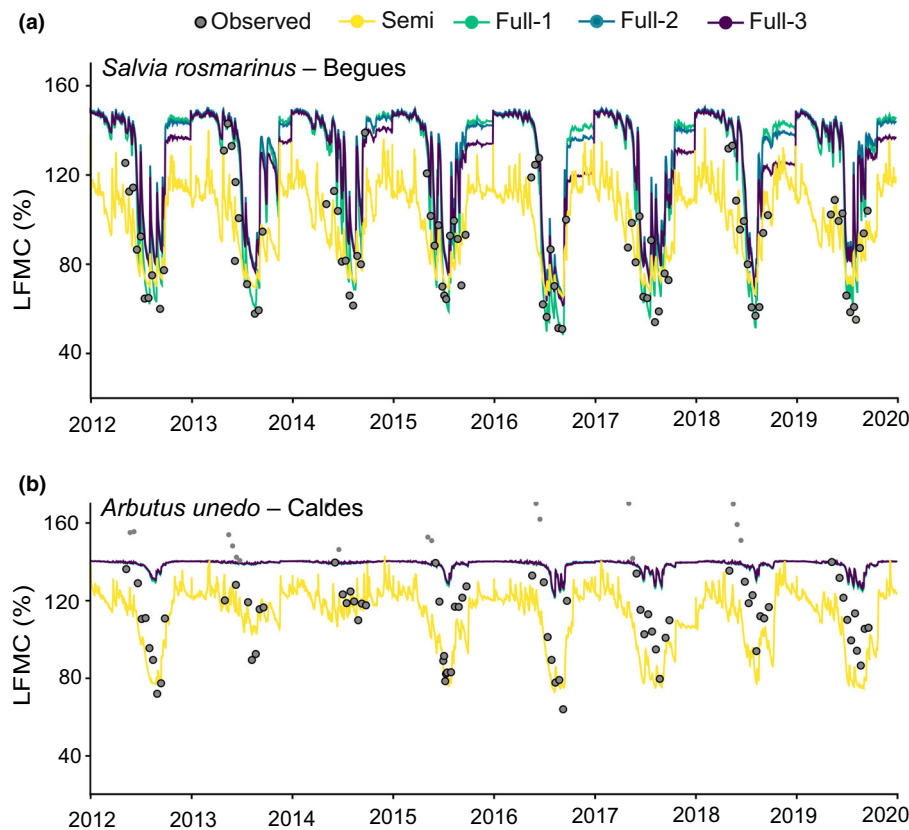 (a) Observed Semi Full-1 Full-2 Full-3
Salvia rosmarinus – Begues
160
120
80
40
LFMC (%)
2012 2013 2014 2015 2016 2017 2018 2019 2020
(b)
Arbutus unedo – Caldes
160
120
80
40
LFMC (%)
2012 2013 2014 2015 2016 2017 2018 2019 2020